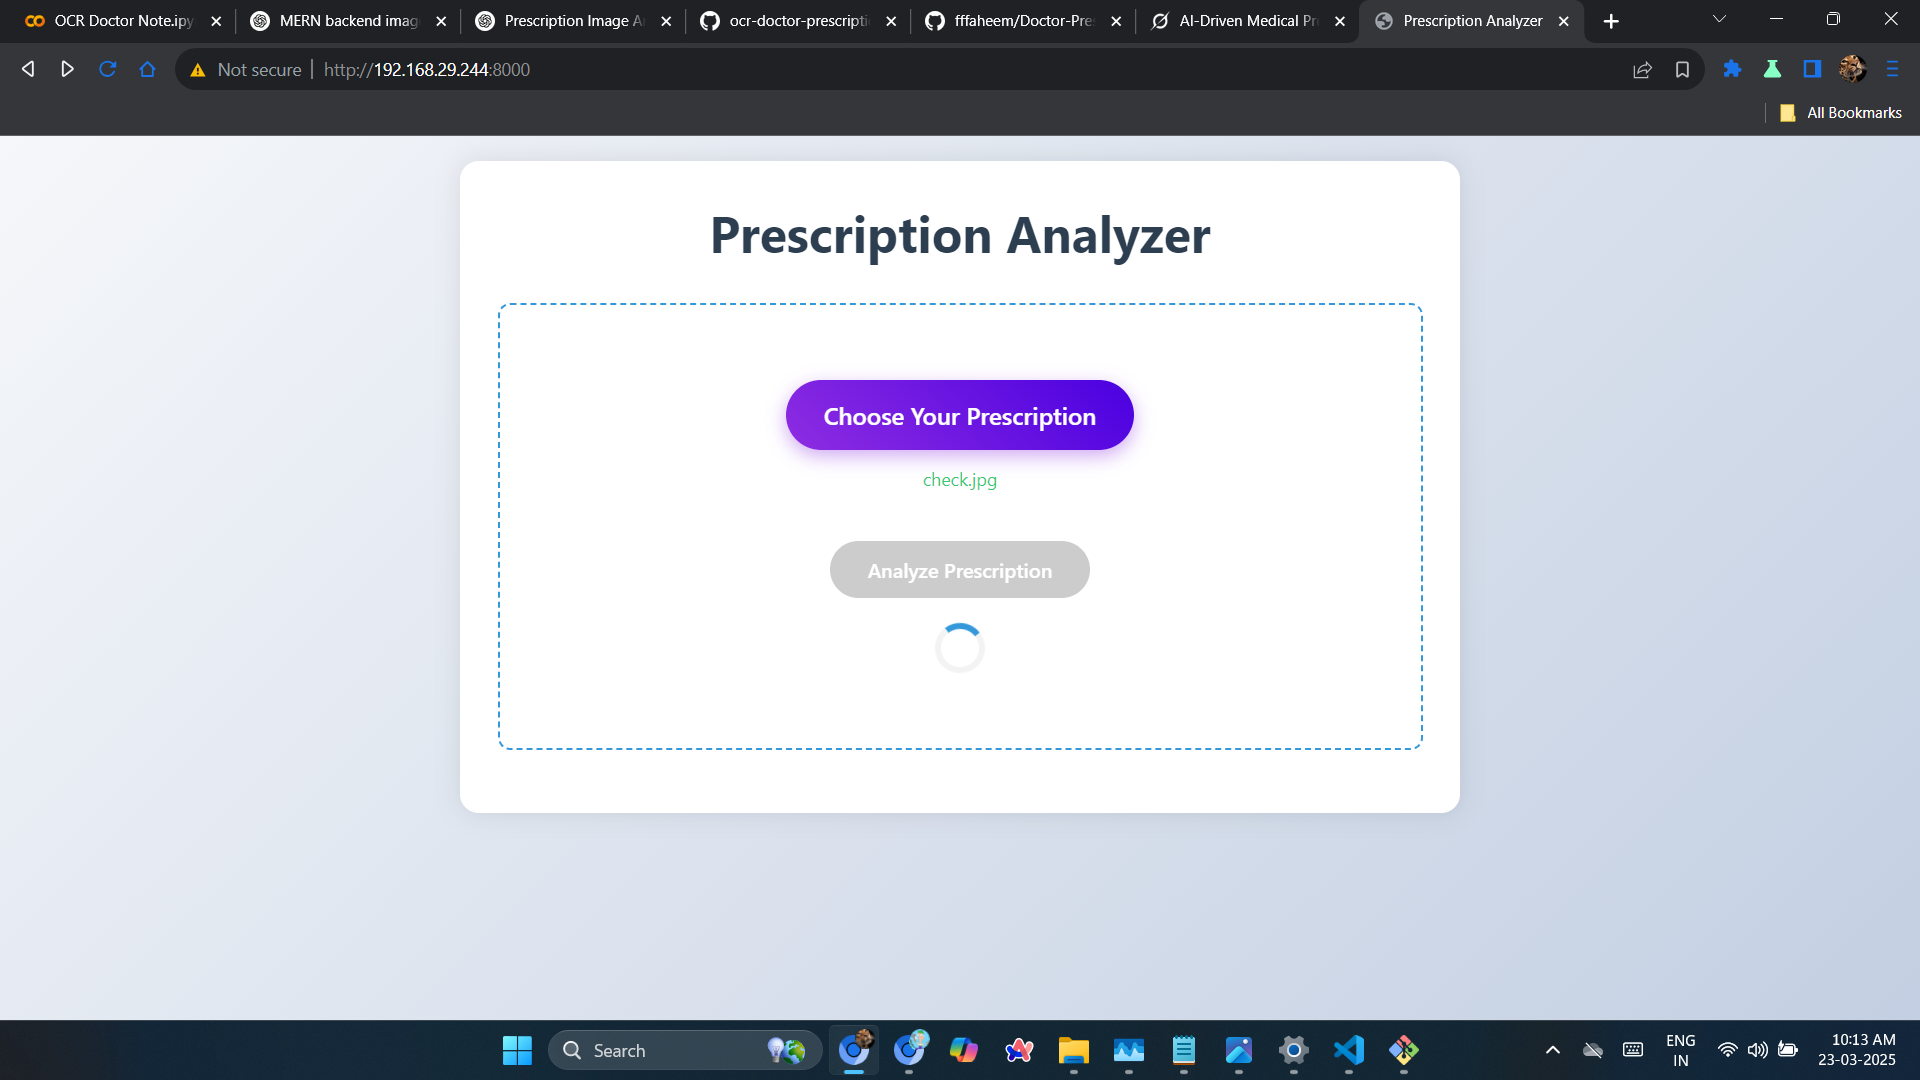 OCR Doctor Note.ipy
MERN backend imag
Prescription Image A
ocr-doctor-prescripti
fffaheem/Doctor-Pres
AI-Driven Medical Pr
Prescription Analyzer
Not secure
http://192.168.29.244:8000
All Bookmarks
Prescription Analyzer
Choose Your Prescription
check.jpg
Analyze Prescription
Search
ENG
IN
10:13 AM
23-03-2025